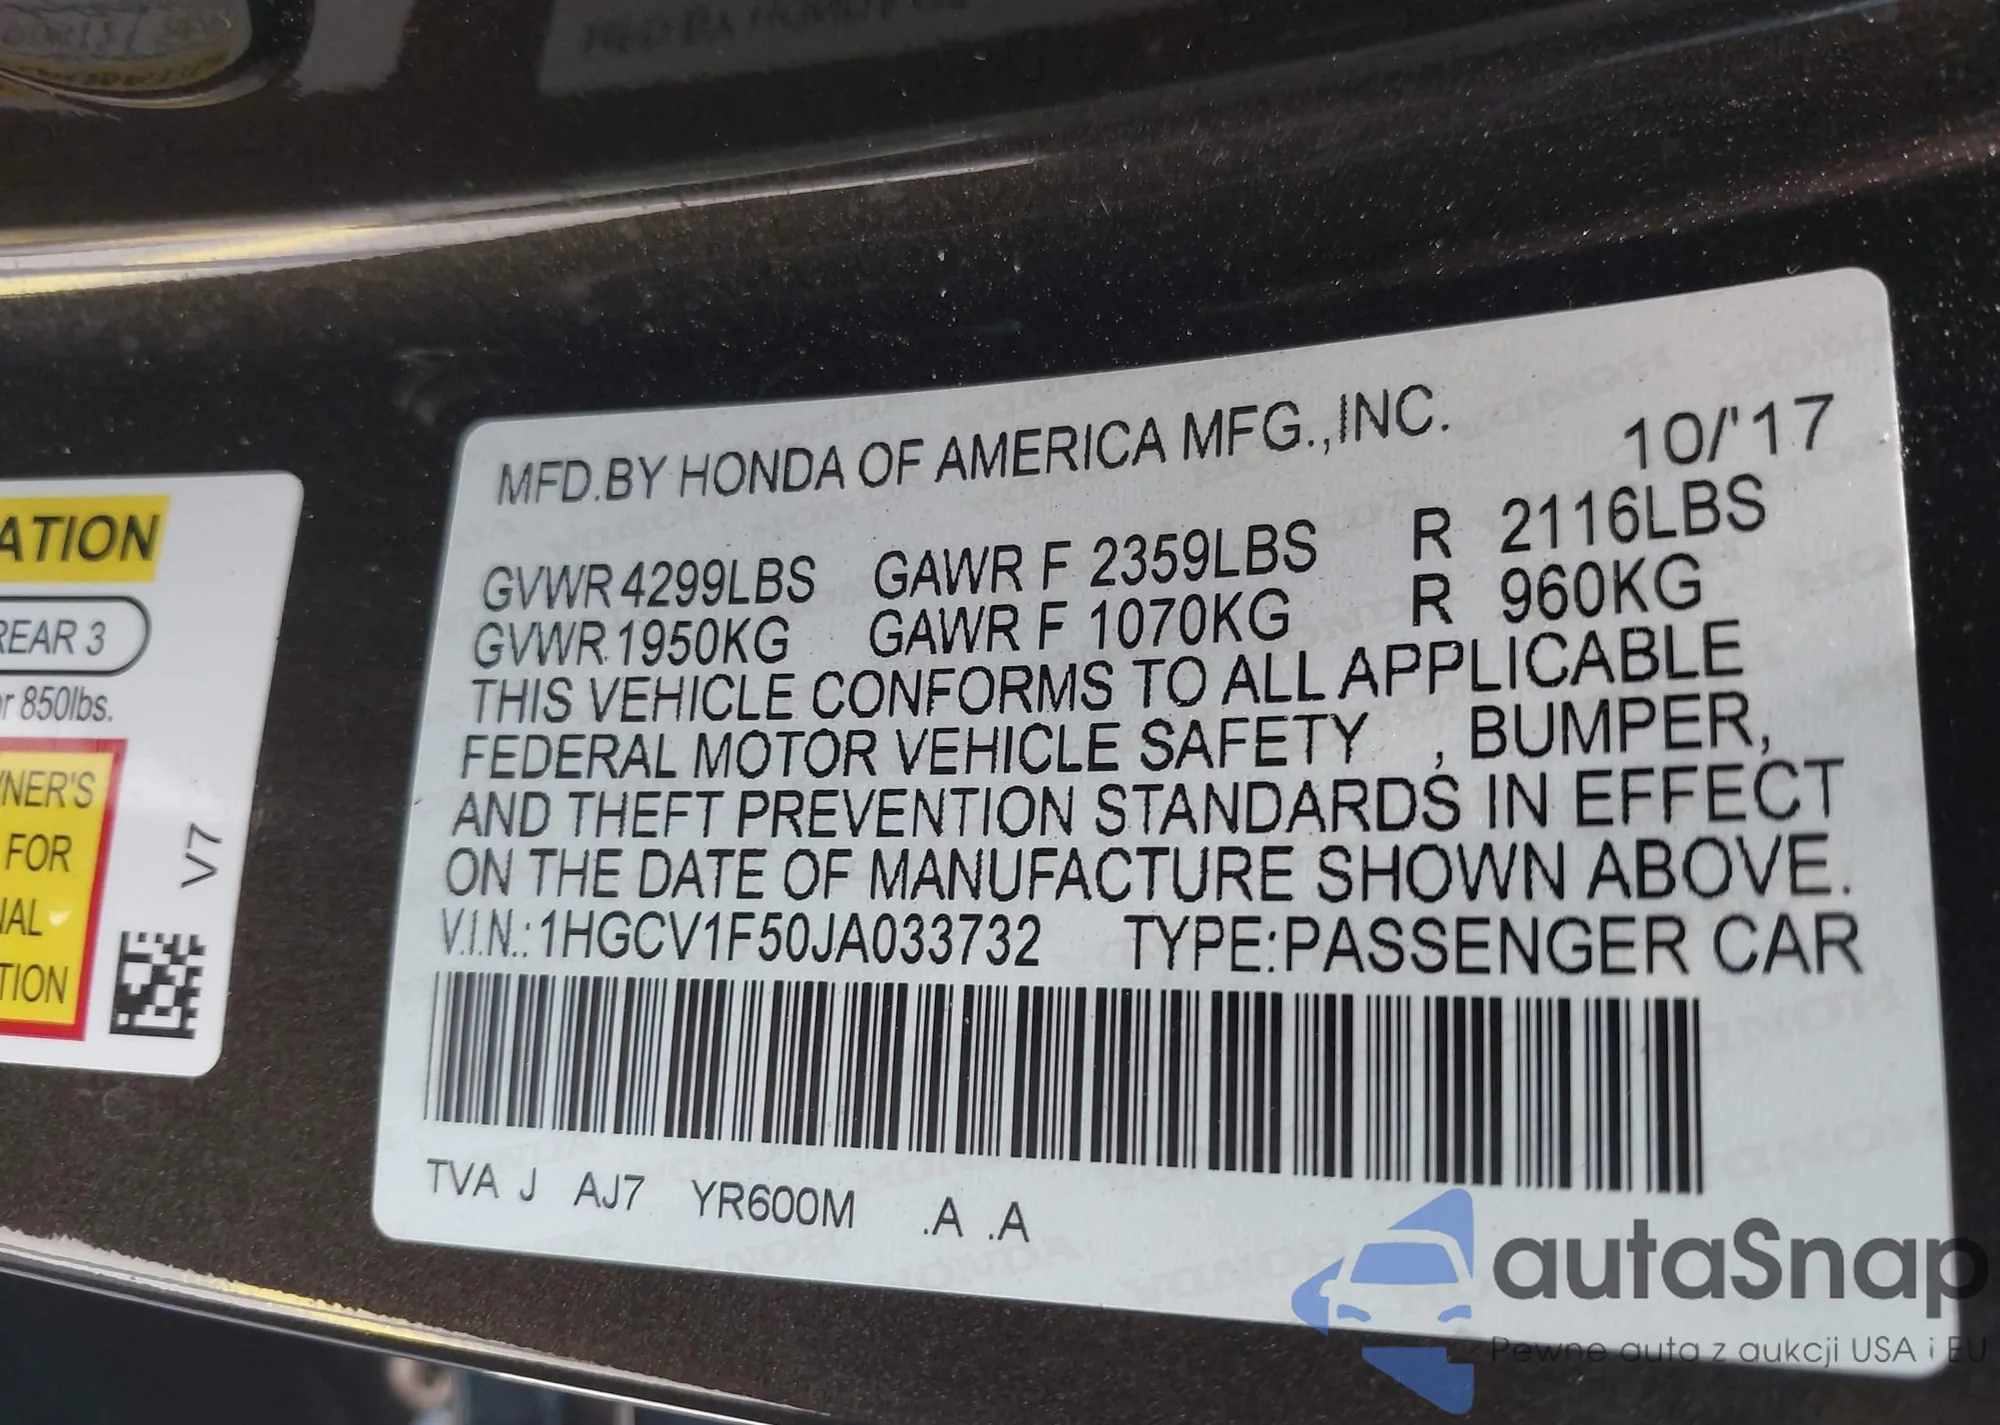 ATION
REAR 3
or 850lbs.
NER'S
FOR
NAL
TION
V7
MFD.BY HONDA OF AMERICA MFG.,INC. 10/'17
GVWR 4299LBS GAWR F 2359LBS R 2116LBS
GVWR 1950KG GAWR F 1070KG R 960KG
THIS VEHICLE CONFORMS TO ALL APPLICABLE
FEDERAL MOTOR VEHICLE SAFETY , BUMPER,
AND THEFT PREVENTION STANDARDS IN EFFECT
ON THE DATE OF MANUFACTURE SHOWN ABOVE.
V.I.N.: 1HGCV1F50JA033732 TYPE:PASSENGER CAR
TVA J AJ7 YR600M .A .A
autaSnap
Pewne auta z aukcji USA i EU